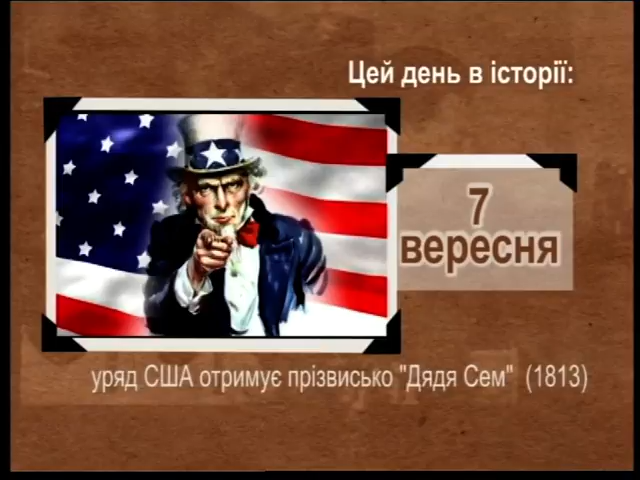 Цей день в історії:
7
вересня
уряд США отримує прізвисько "Дядя Сем" (1813)